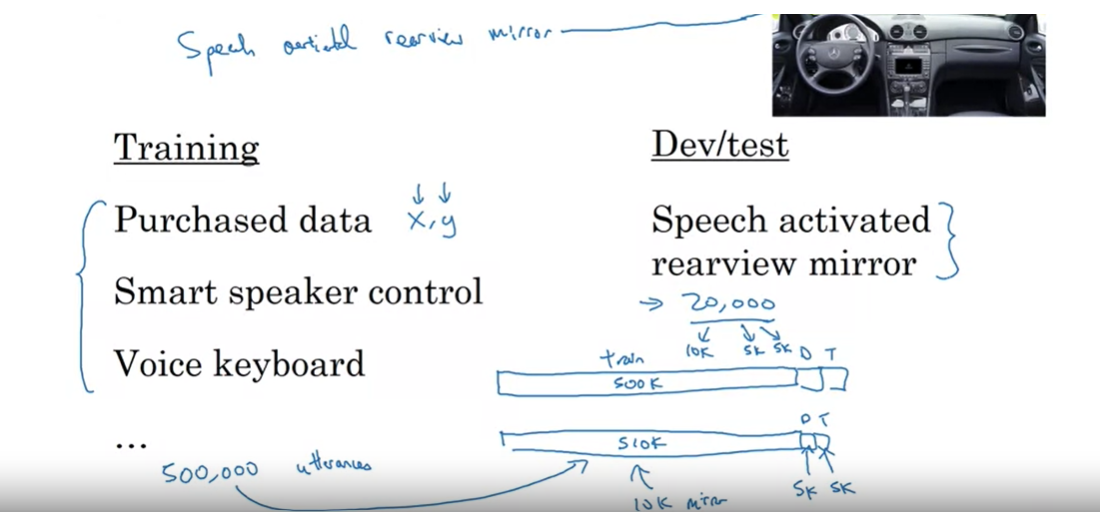 Speech activated rearview mirror
Training
Dev/test
Purchased data x, y
Speech activated
rearview mirror
Smart speaker control
→ 20,000
10K 5K 5K
Voice keyboard
train D T
500K
...
D T
510K
500,000 utterances
5K 5K
10K mirror